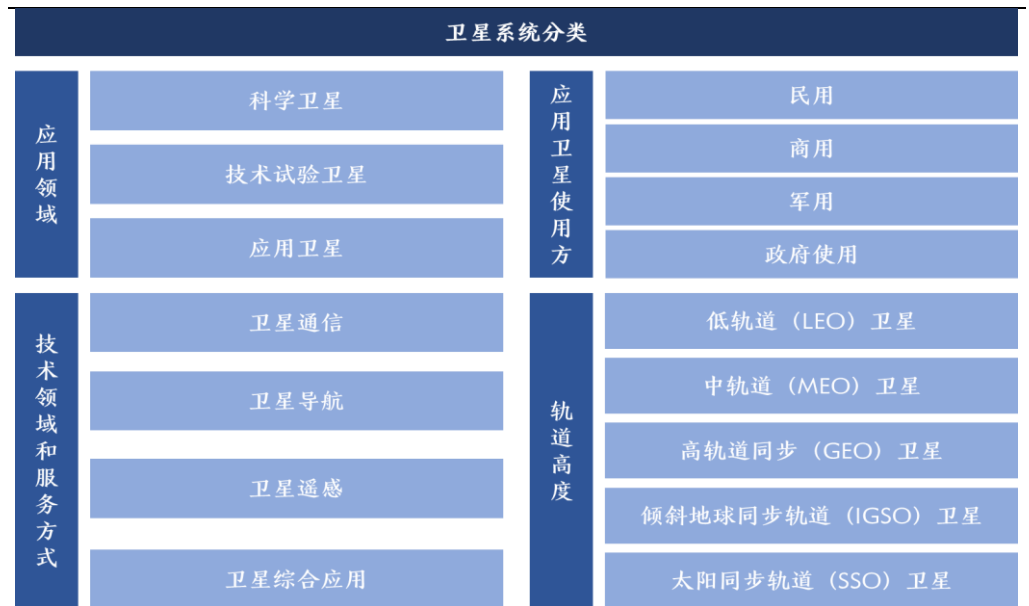 卫星系统分类
应用领域
科学卫星
技术试验卫星
应用卫星
应用卫星使用方
民用
商用
军用
政府使用
技术领域和服务方式
卫星通信
卫星导航
卫星遥感
卫星综合应用
轨道高度
低轨道（LEO）卫星
中轨道（MEO）卫星
高轨道同步（GEO）卫星
倾斜地球同步轨道（IGSO）卫星
太阳同步轨道（SSO）卫星